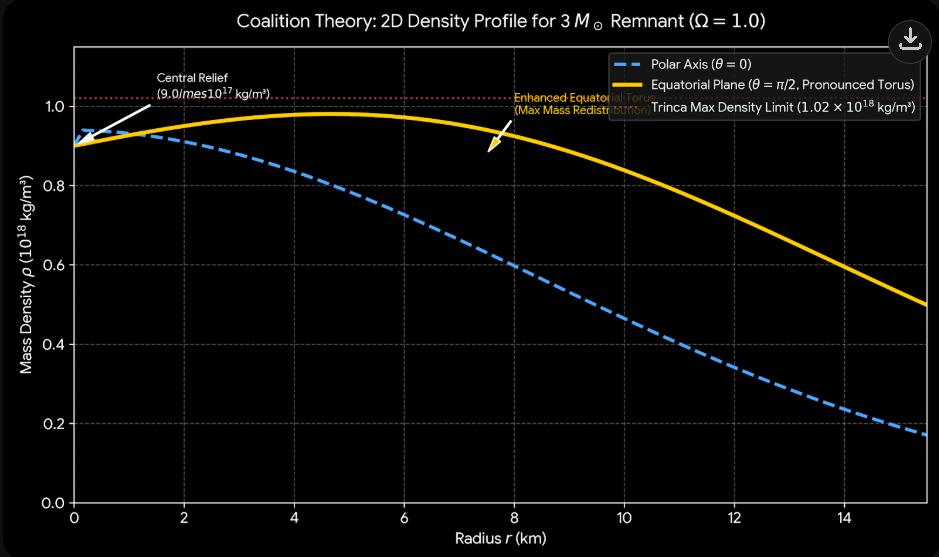 Coalition Theory: 2D Density Profile for 3 M⊙ Remnant (Ω = 1.0)
Central Relief
(9.0/mes10¹⁷ kg/m³)
Polar Axis (θ = 0)
Equatorial Plane (θ = π/2, Pronounced Torus)
Trica Max Density Limit (1.02 × 10¹⁸ kg/m³)
Enhanced Equatorial Torus
(Max Mass Redistribution)
Mass Density ρ (10¹⁸ kg/m³)
1.0
0.8
0.6
0.4
0.2
0.0
0 2 4 6 8 10 12 14
Radius r (km)